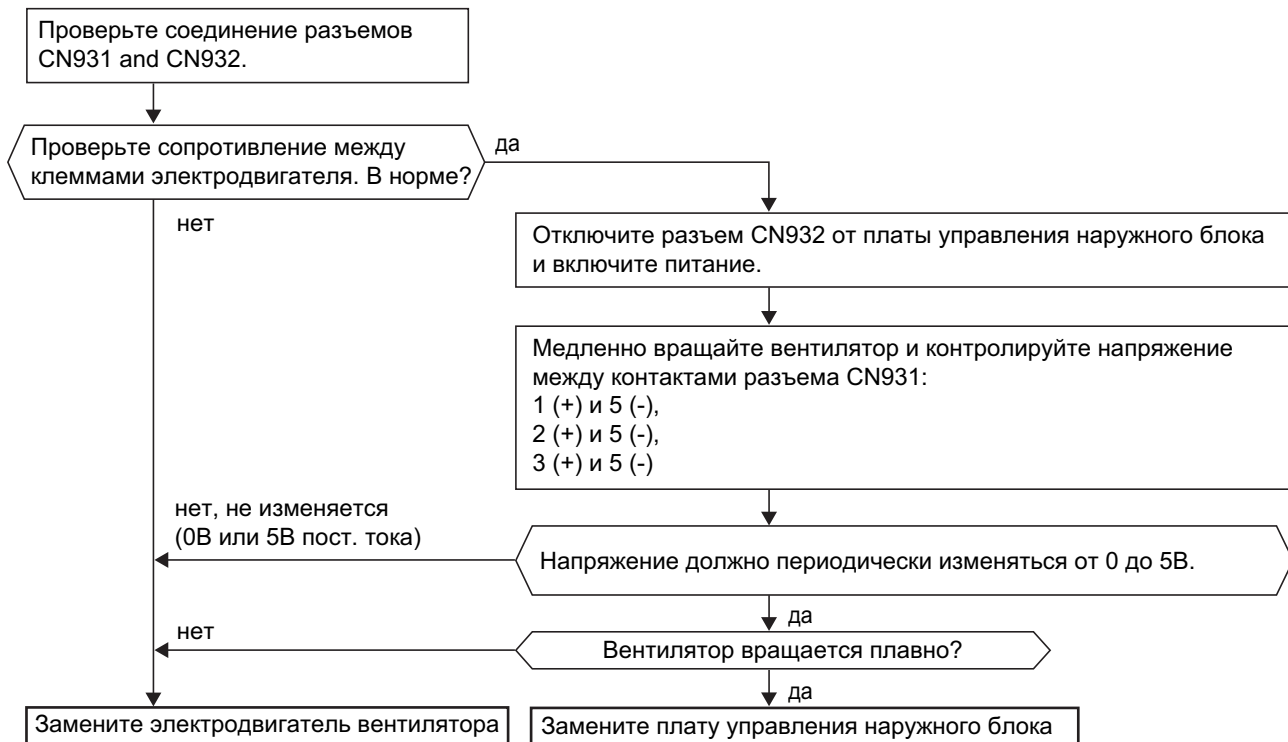 Проверьте соединение разъемов
CN931 and CN932.
Проверьте сопротивление между
клеммами электродвигателя. В норме?
да
нет
Отключите разъем CN932 от платы управления наружного блока
и включите питание.
Медленно вращайте вентилятор и контролируйте напряжение
между контактами разъема CN931:
1 (+) и 5 (-),
2 (+) и 5 (-),
3 (+) и 5 (-)
нет, не изменяется
(0В или 5В пост. тока)
Напряжение должно периодически изменяться от 0 до 5В.
да
нет
Вентилятор вращается плавно?
да
Замените электродвигатель вентилятора
Замените плату управления наружного блока